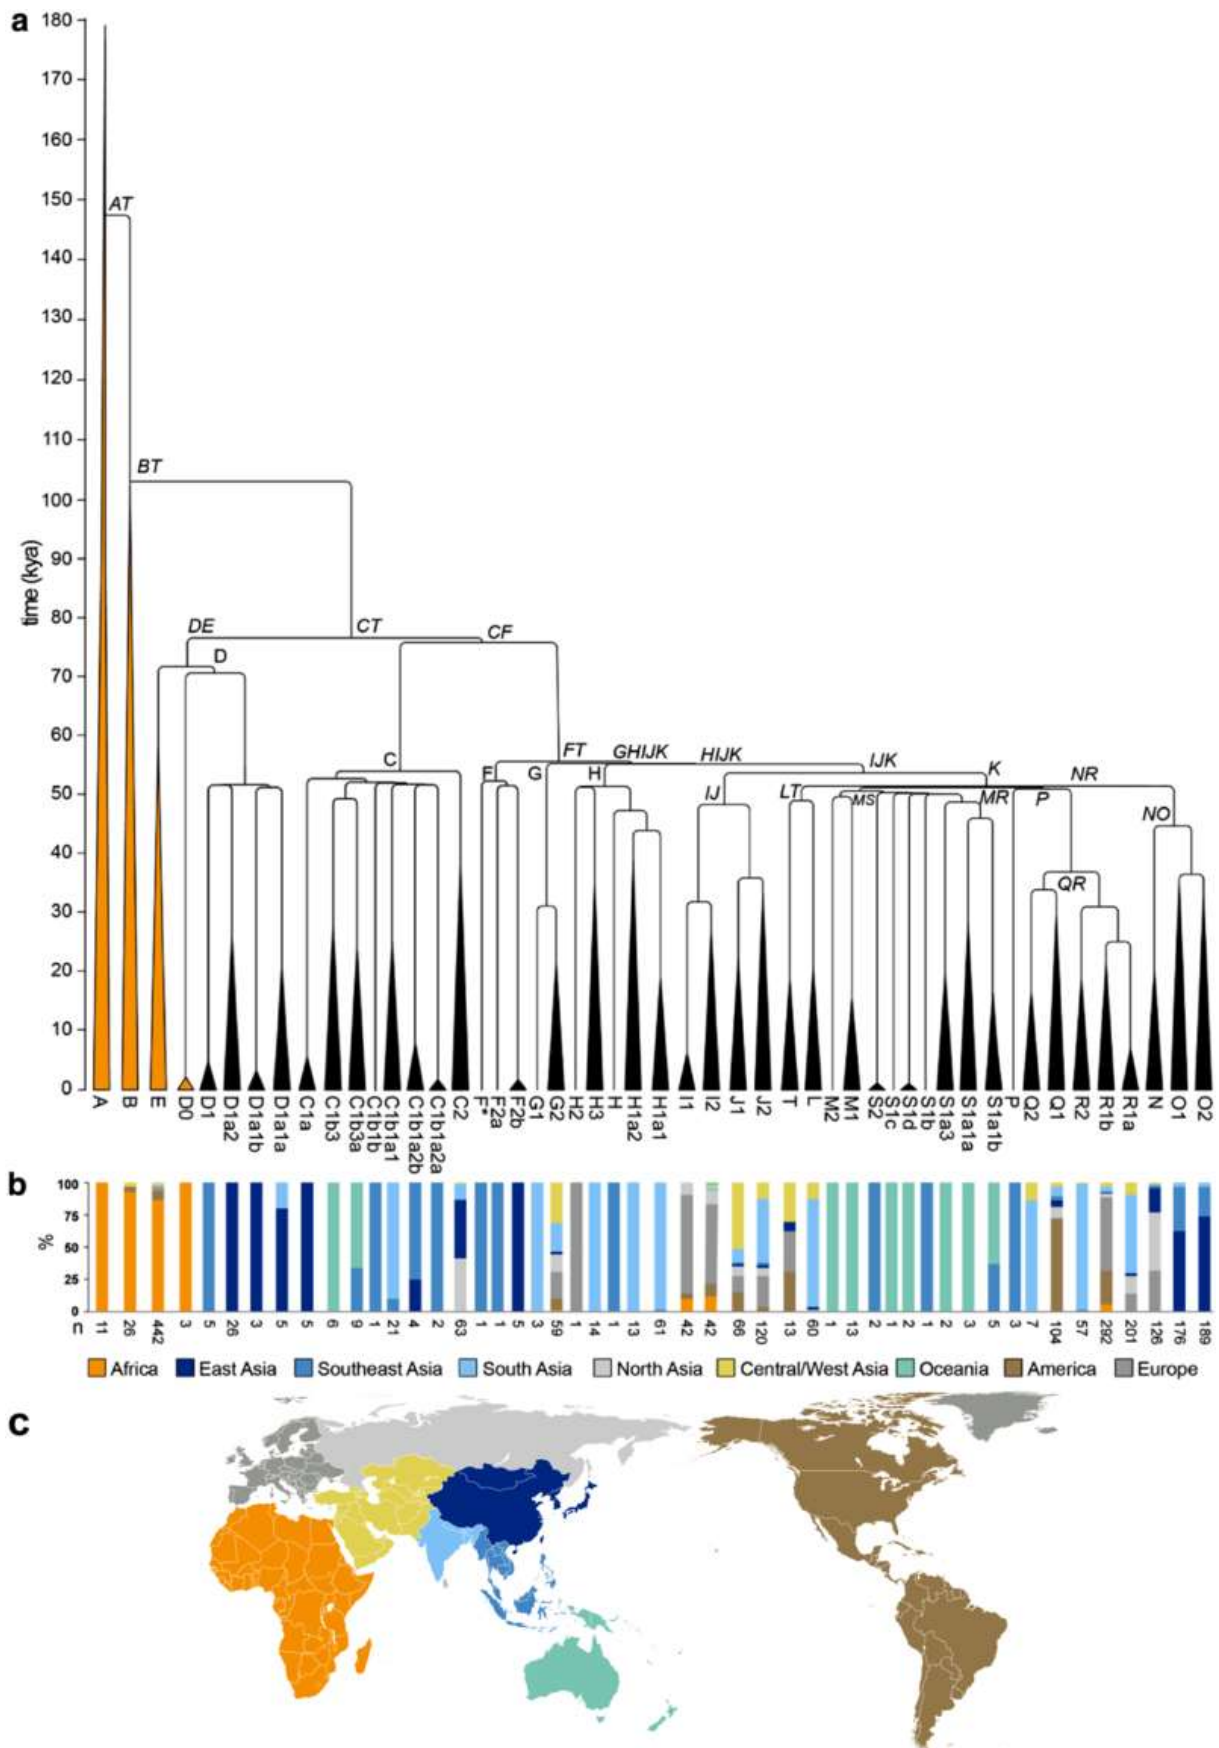 a
180
170
160
150
140
130
120
110
100
90
80
70
60
50
40
30
20
10
0
time (kya)
AT
BT
DE
CT
CF
D
C
F
FT
G
GHIJK
H
HIJK
IJ
IJK
LT
K
MS
MR
P
NR
NO
QR
A B E D0 D1 D1a2 D1a1b D1a1a C1a C1b3 C1b3a C1b1b C1b1a1 C1b1a2b C1b1a2a C2 F* F2a F2b G1 G2 H2 H3 H H1a2 H1a1 I1 I2 J1 J2 T L M2 M1 S2 S1c S1d S1b S1a3 S1a1a S1a1b P Q2 Q1 R2 R1b R1a N O1 O2
b
100
75
50
25
0
%
n 11 26 442 3 5 26 3 5 5 6 9 1 21 4 2 63 1 1 5 3 59 1 14 1 13 61 42 42 66 120 13 60 1 13 2 1 2 1 2 3 5 3 7 104 57 292 201 126 176 189
Africa East Asia Southeast Asia South Asia North Asia Central/West Asia Oceania America Europe
c